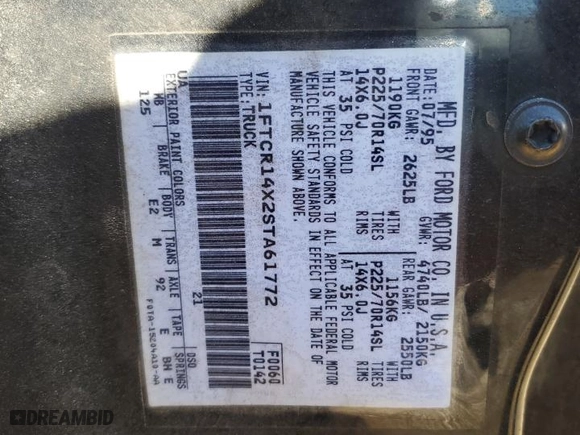 MFD. BY FORD MOTOR CO. IN U.S.A.
DATE: 07/95 GVWR: 4740LB/ 2150KG
FRONT GAWR: 2625LB REAR GAWR: 2550LB
1190KG WITH 1156KG WITH
P225/70R14SL TIRES P225/70R14SL TIRES
14X6.0J RIMS 14X6.0J RIMS
AT 35 PSI COLD AT 35 PSI COLD
THIS VEHICLE CONFORMS TO ALL APPLICABLE FEDERAL MOTOR
VEHICLE SAFETY STANDARDS IN EFFECT ON THE DATE OF
MANUFACTURE SHOWN ABOVE.
VIN: 1FTCR14X2STA61772 F0060
TYPE: TRUCK T0142
UA 21 DSO
EXTERIOR PAINT COLORS
WB BRAKE BODY TRANS AXLE TAPE SPRINGS
125 E2 M 92 E BH E
F0TA-15204A10-AA
DREAMBID